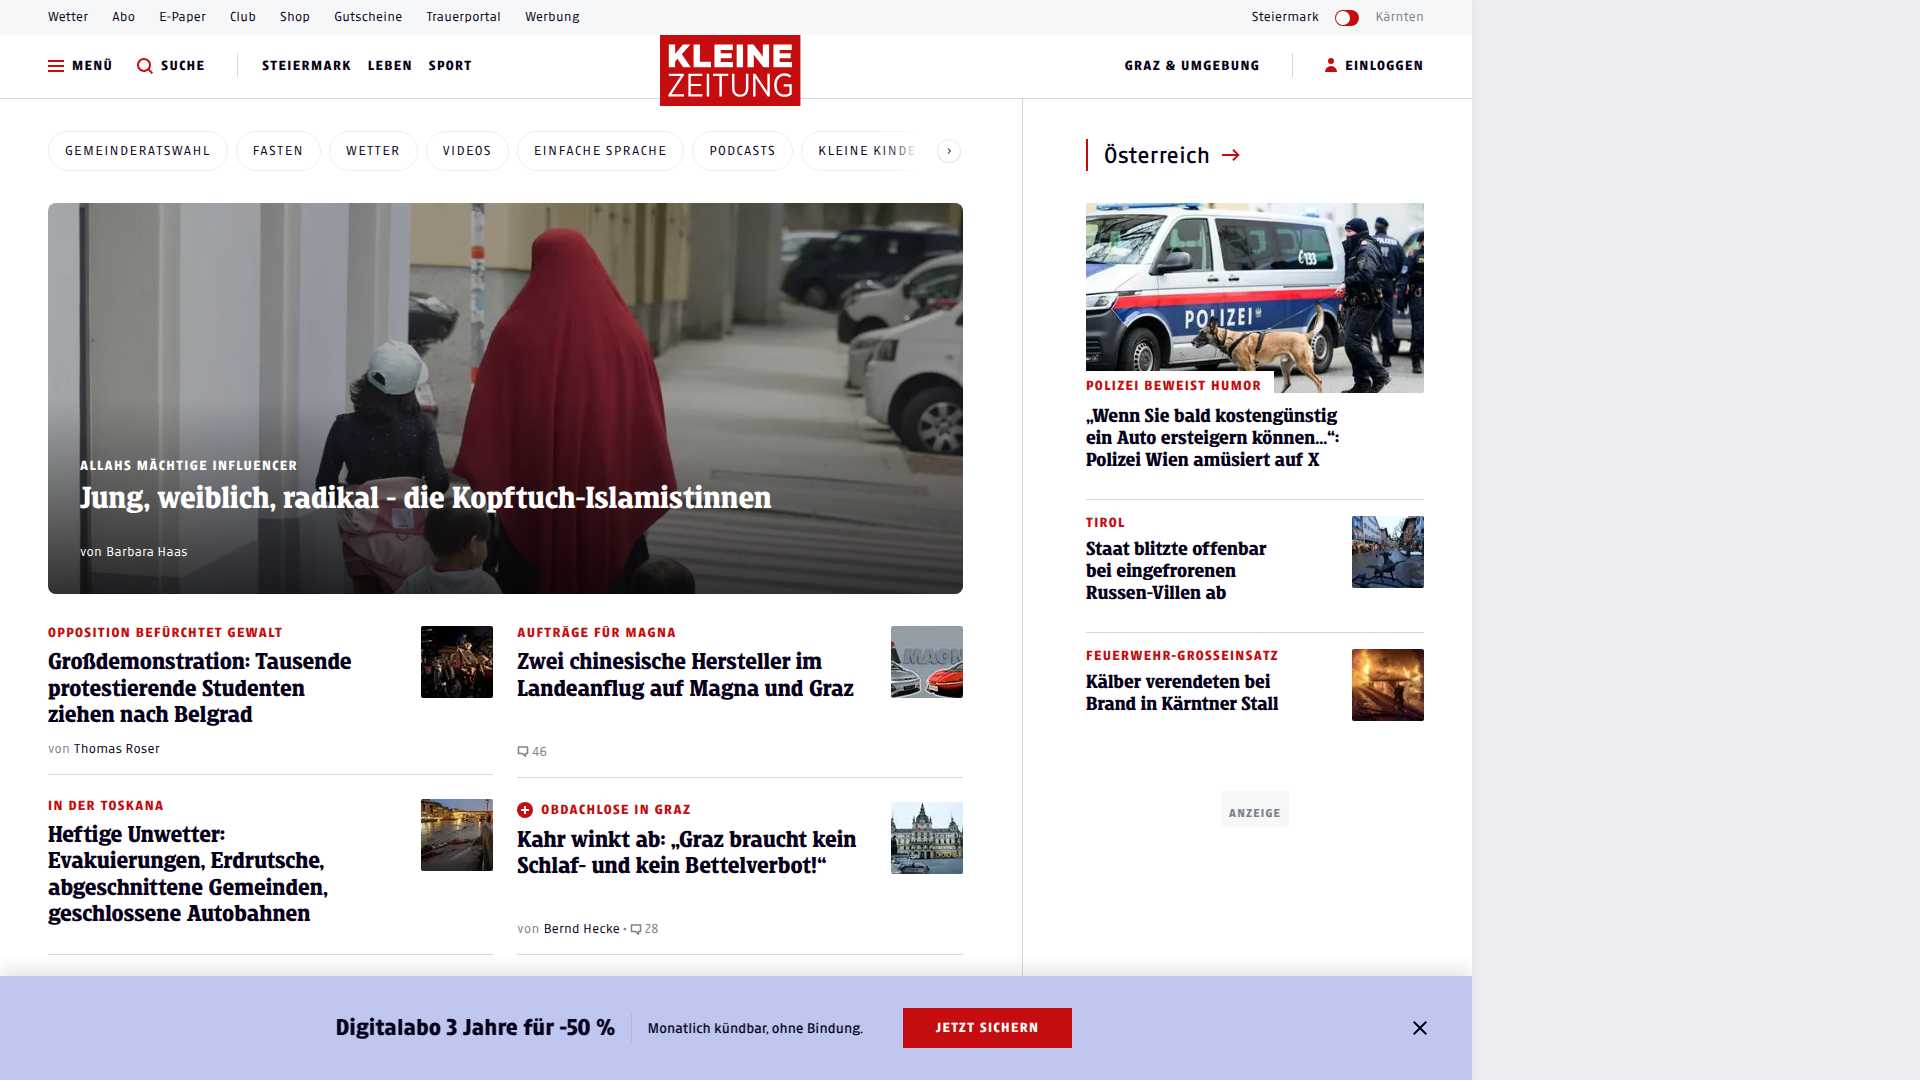 Wetter Abo E-Paper Club Shop Gutscheine Trauerportal Werbung
Steiermark Kärnten
MENÜ SUCHE STEIERMARK LEBEN SPORT
KLEINE
ZEITUNG
GRAZ & UMGEBUNG EINLOGGEN
GEMEINDERATSWAHL FASTEN WETTER VIDEOS EINFACHE SPRACHE PODCASTS KLEINE KINDE
ALLAHS MÄCHTIGE INFLUENCER
Jung, weiblich, radikal - die Kopftuch-Islamistinnen
von Barbara Haas
OPPOSITION BEFÜRCHTET GEWALT
Großdemonstration: Tausende
protestierende Studenten
ziehen nach Belgrad
von Thomas Roser
AUFTRÄGE FÜR MAGNA
Zwei chinesische Hersteller im
Landeanflug auf Magna und Graz
46
IN DER TOSKANA
Heftige Unwetter:
Evakuierungen, Erdrutsche,
abgeschnittene Gemeinden,
geschlossene Autobahnen
OBDACHLOSE IN GRAZ
Kahr winkt ab: „Graz braucht kein
Schlaf- und kein Bettelverbot!“
von Bernd Hecke • 28
Österreich
133
POLIZEI
POLIZEI BEWEIST HUMOR
„Wenn Sie bald kostengünstig
ein Auto ersteigern können...“:
Polizei Wien amüsiert auf X
TIROL
Staat blitzte offenbar
bei eingefrorenen
Russen-Villen ab
FEUERWEHR-GROSSEINSATZ
Kälber verendeten bei
Brand in Kärntner Stall
ANZEIGE
Digitalabo 3 Jahre für -50 %
Monatlich kündbar, ohne Bindung.
JETZT SICHERN